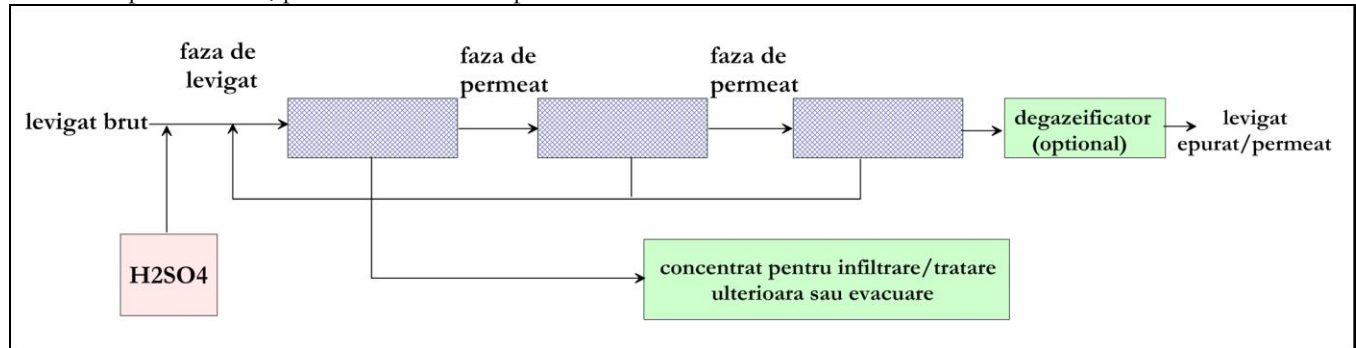 faza de
levigat
faza de
permeat
faza de
permeat
levigat brut
degazeificator
(optional)
levigat
epurat/permeat
H2SO4
concentrat pentru infiltrare/tratare
ulterioara sau evacuare